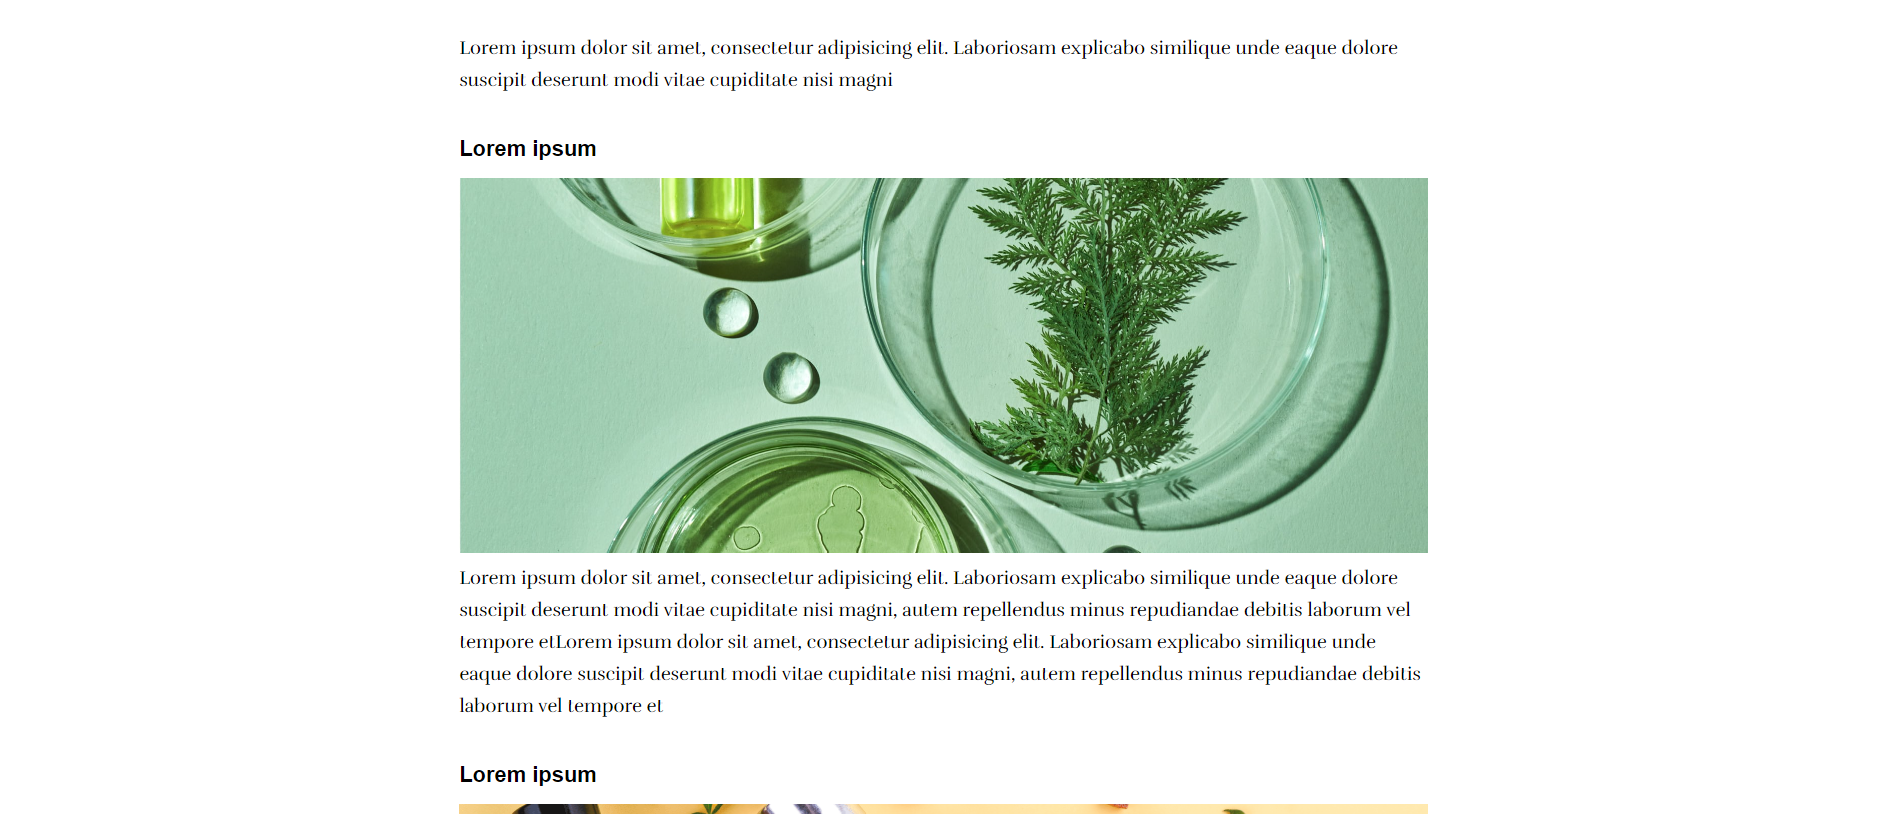 Lorem ipsum dolor sit amet, consectetur adipisicing elit. Laboriosam explicabo similique unde eaque dolore
suscipit deserunt modi vitae cupiditate nisi magni
Lorem ipsum
Lorem ipsum dolor sit amet, consectetur adipisicing elit. Laboriosam explicabo similique unde eaque dolore
suscipit deserunt modi vitae cupiditate nisi magni, autem repellendus minus repudiandae debitis laborum vel
tempore etLorem ipsum dolor sit amet, consectetur adipisicing elit. Laboriosam explicabo similique unde
eaque dolore suscipit deserunt modi vitae cupiditate nisi magni, autem repellendus minus repudiandae debitis
laborum vel tempore et
Lorem ipsum